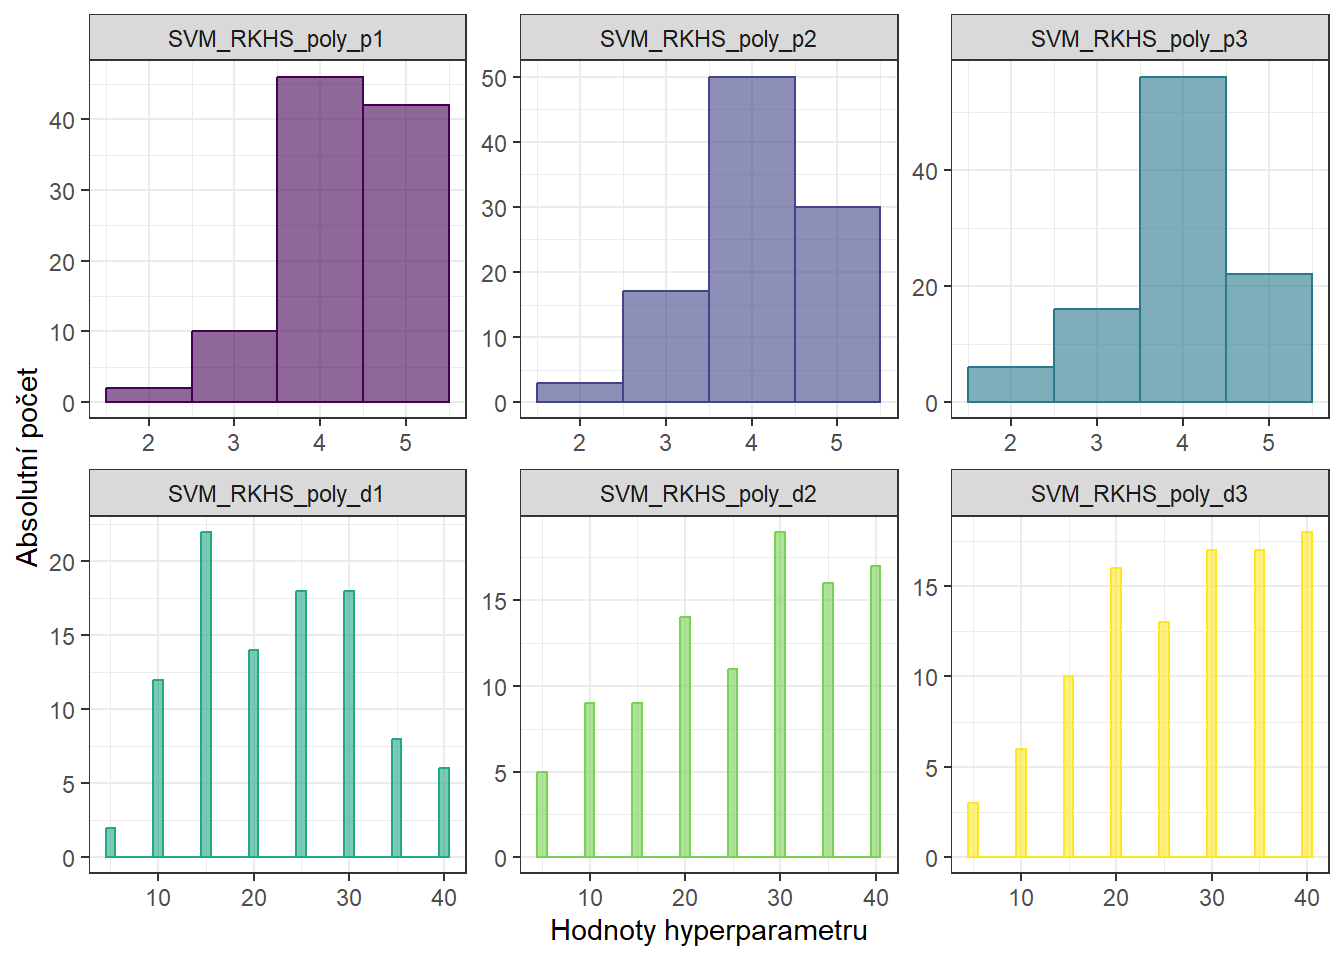 SVM_RKHS_poly_p1 SVM_RKHS_poly_p2 SVM_RKHS_poly_p3
40
30
20
10
0
2 3 4 5
50
40
30
20
10
0
2 3 4 5
40
20
0
2 3 4 5
Absolutní počet
SVM_RKHS_poly_d1 SVM_RKHS_poly_d2 SVM_RKHS_poly_d3
20
15
10
5
0
10 20 30 40
15
10
5
0
10 20 30 40
15
10
5
0
10 20 30 40
Hodnoty hyperparametru